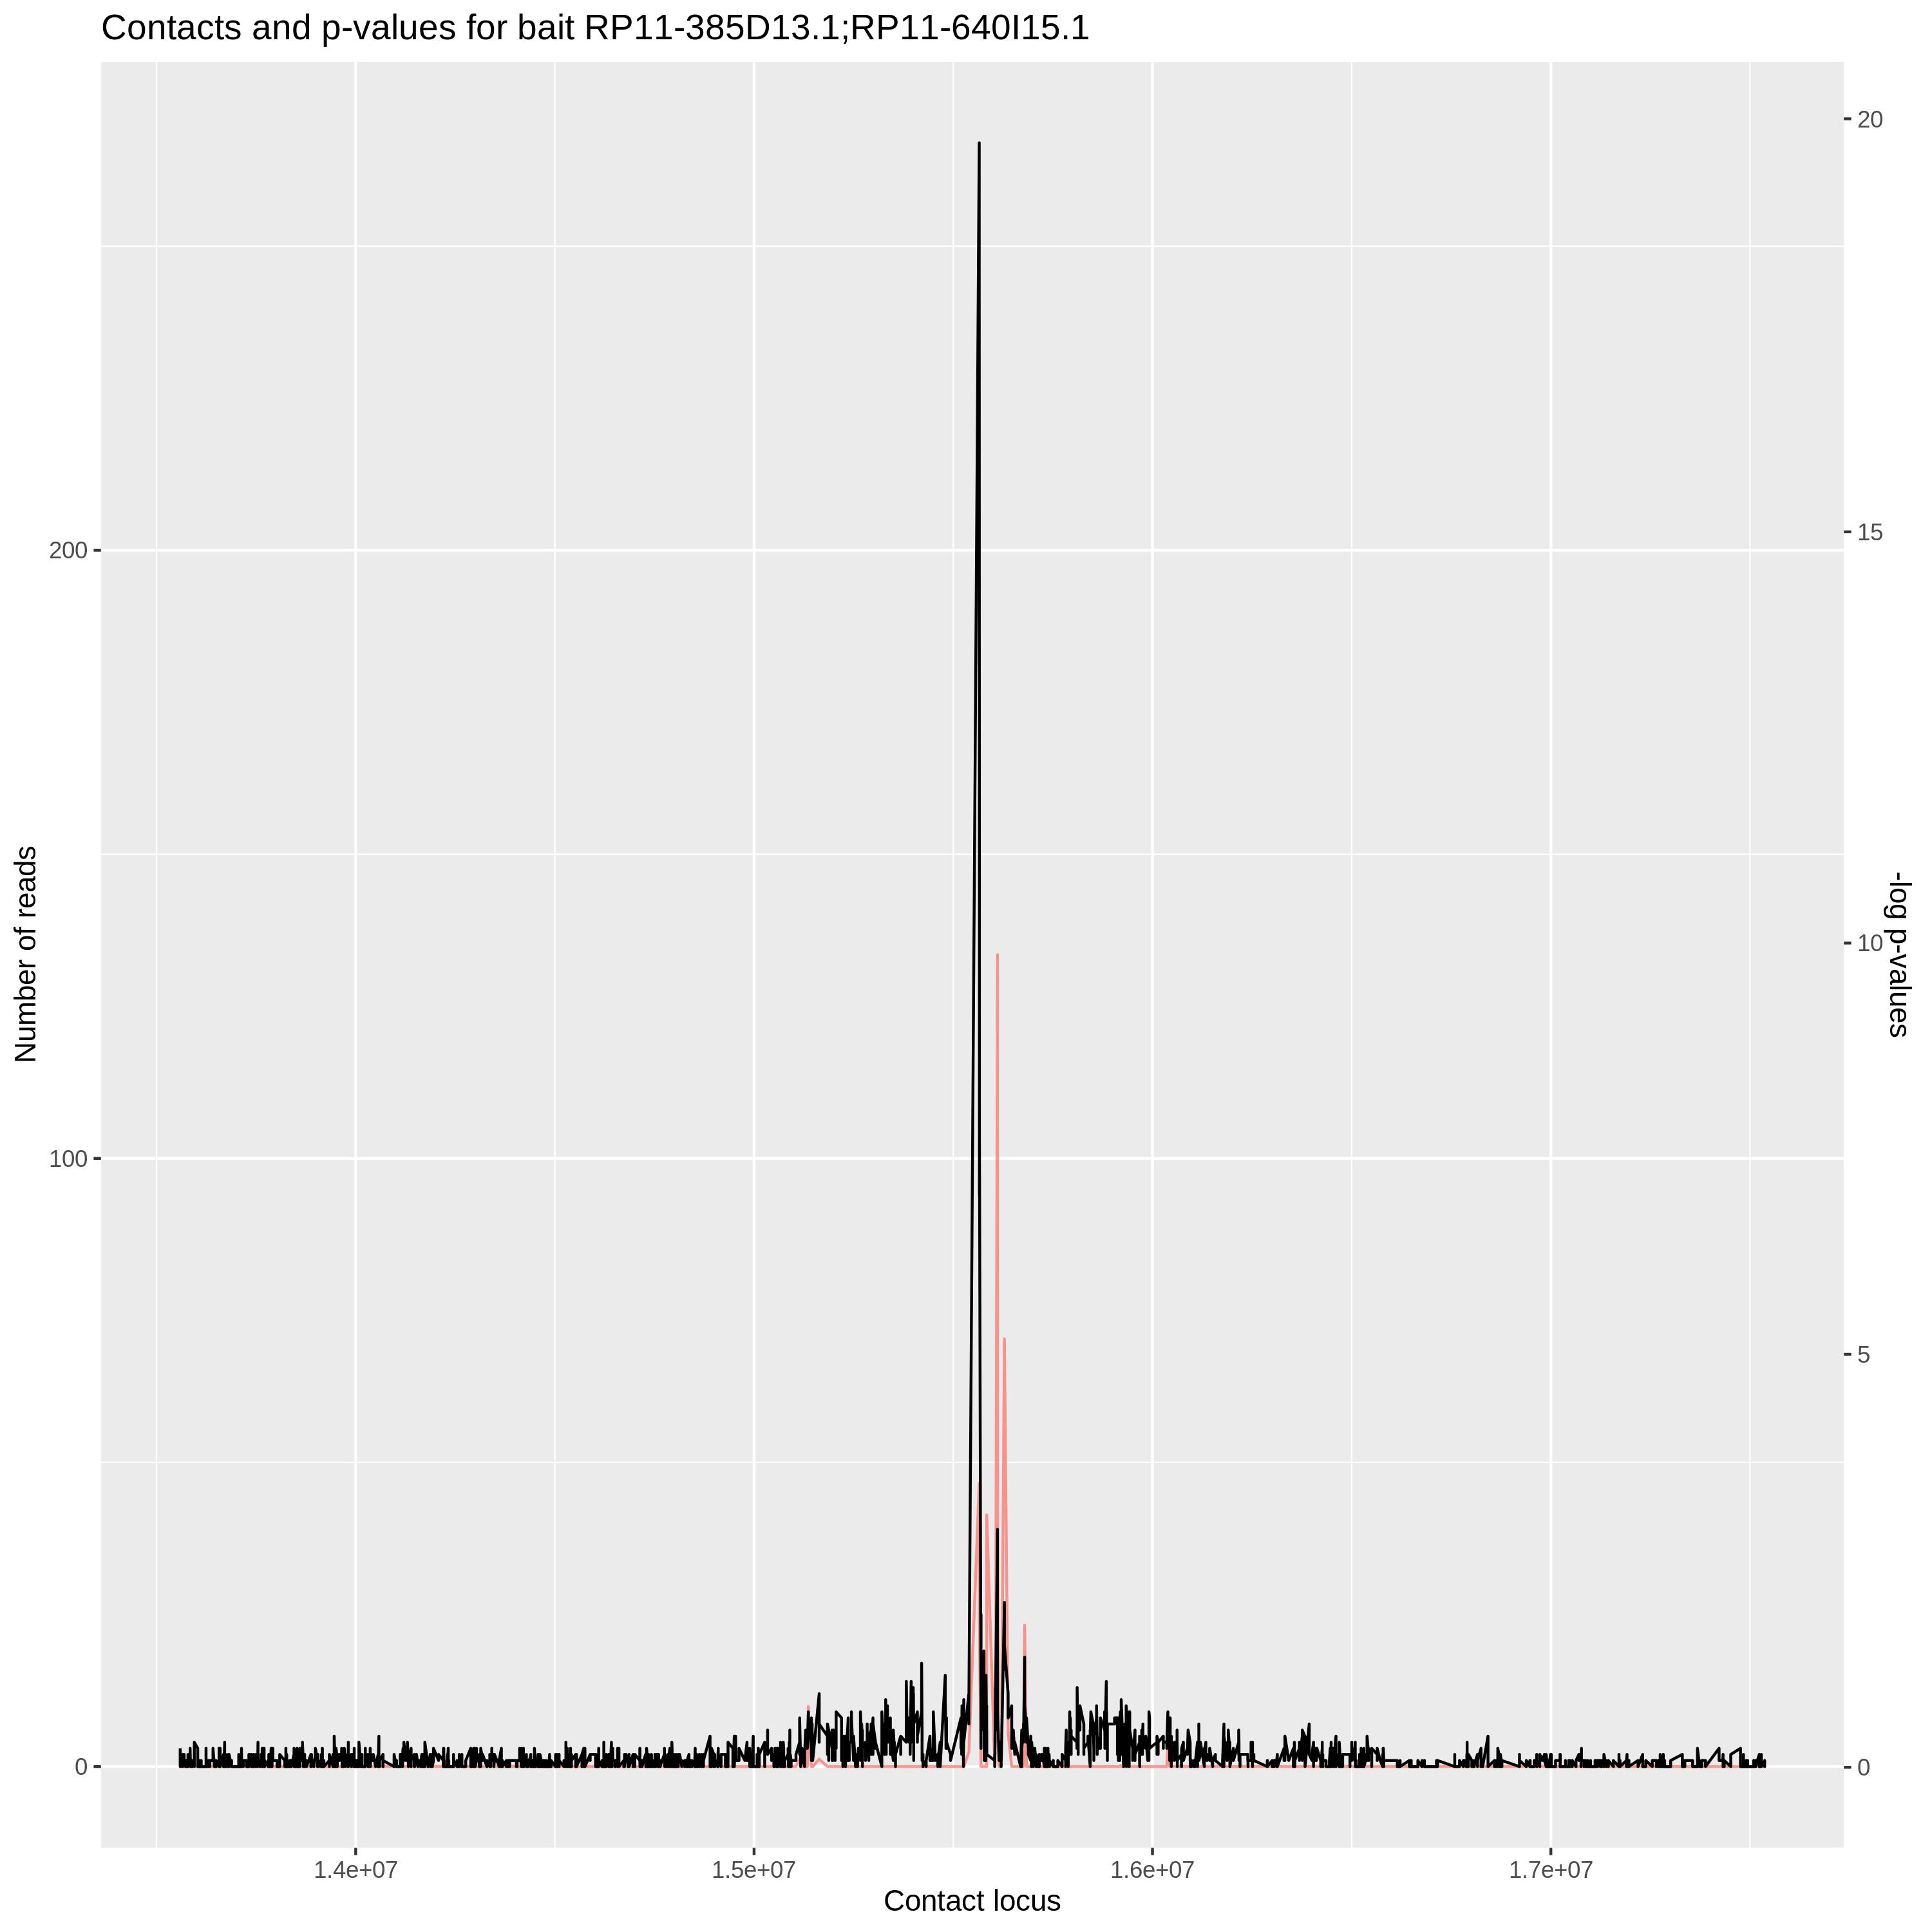 Contacts and p-values for bait RP11-385D13.1;RP11-640I15.1
20
200
15
Number of reads
-log p-values
10
100
5
0
0
1.4e+07
1.5e+07
1.6e+07
1.7e+07
Contact locus